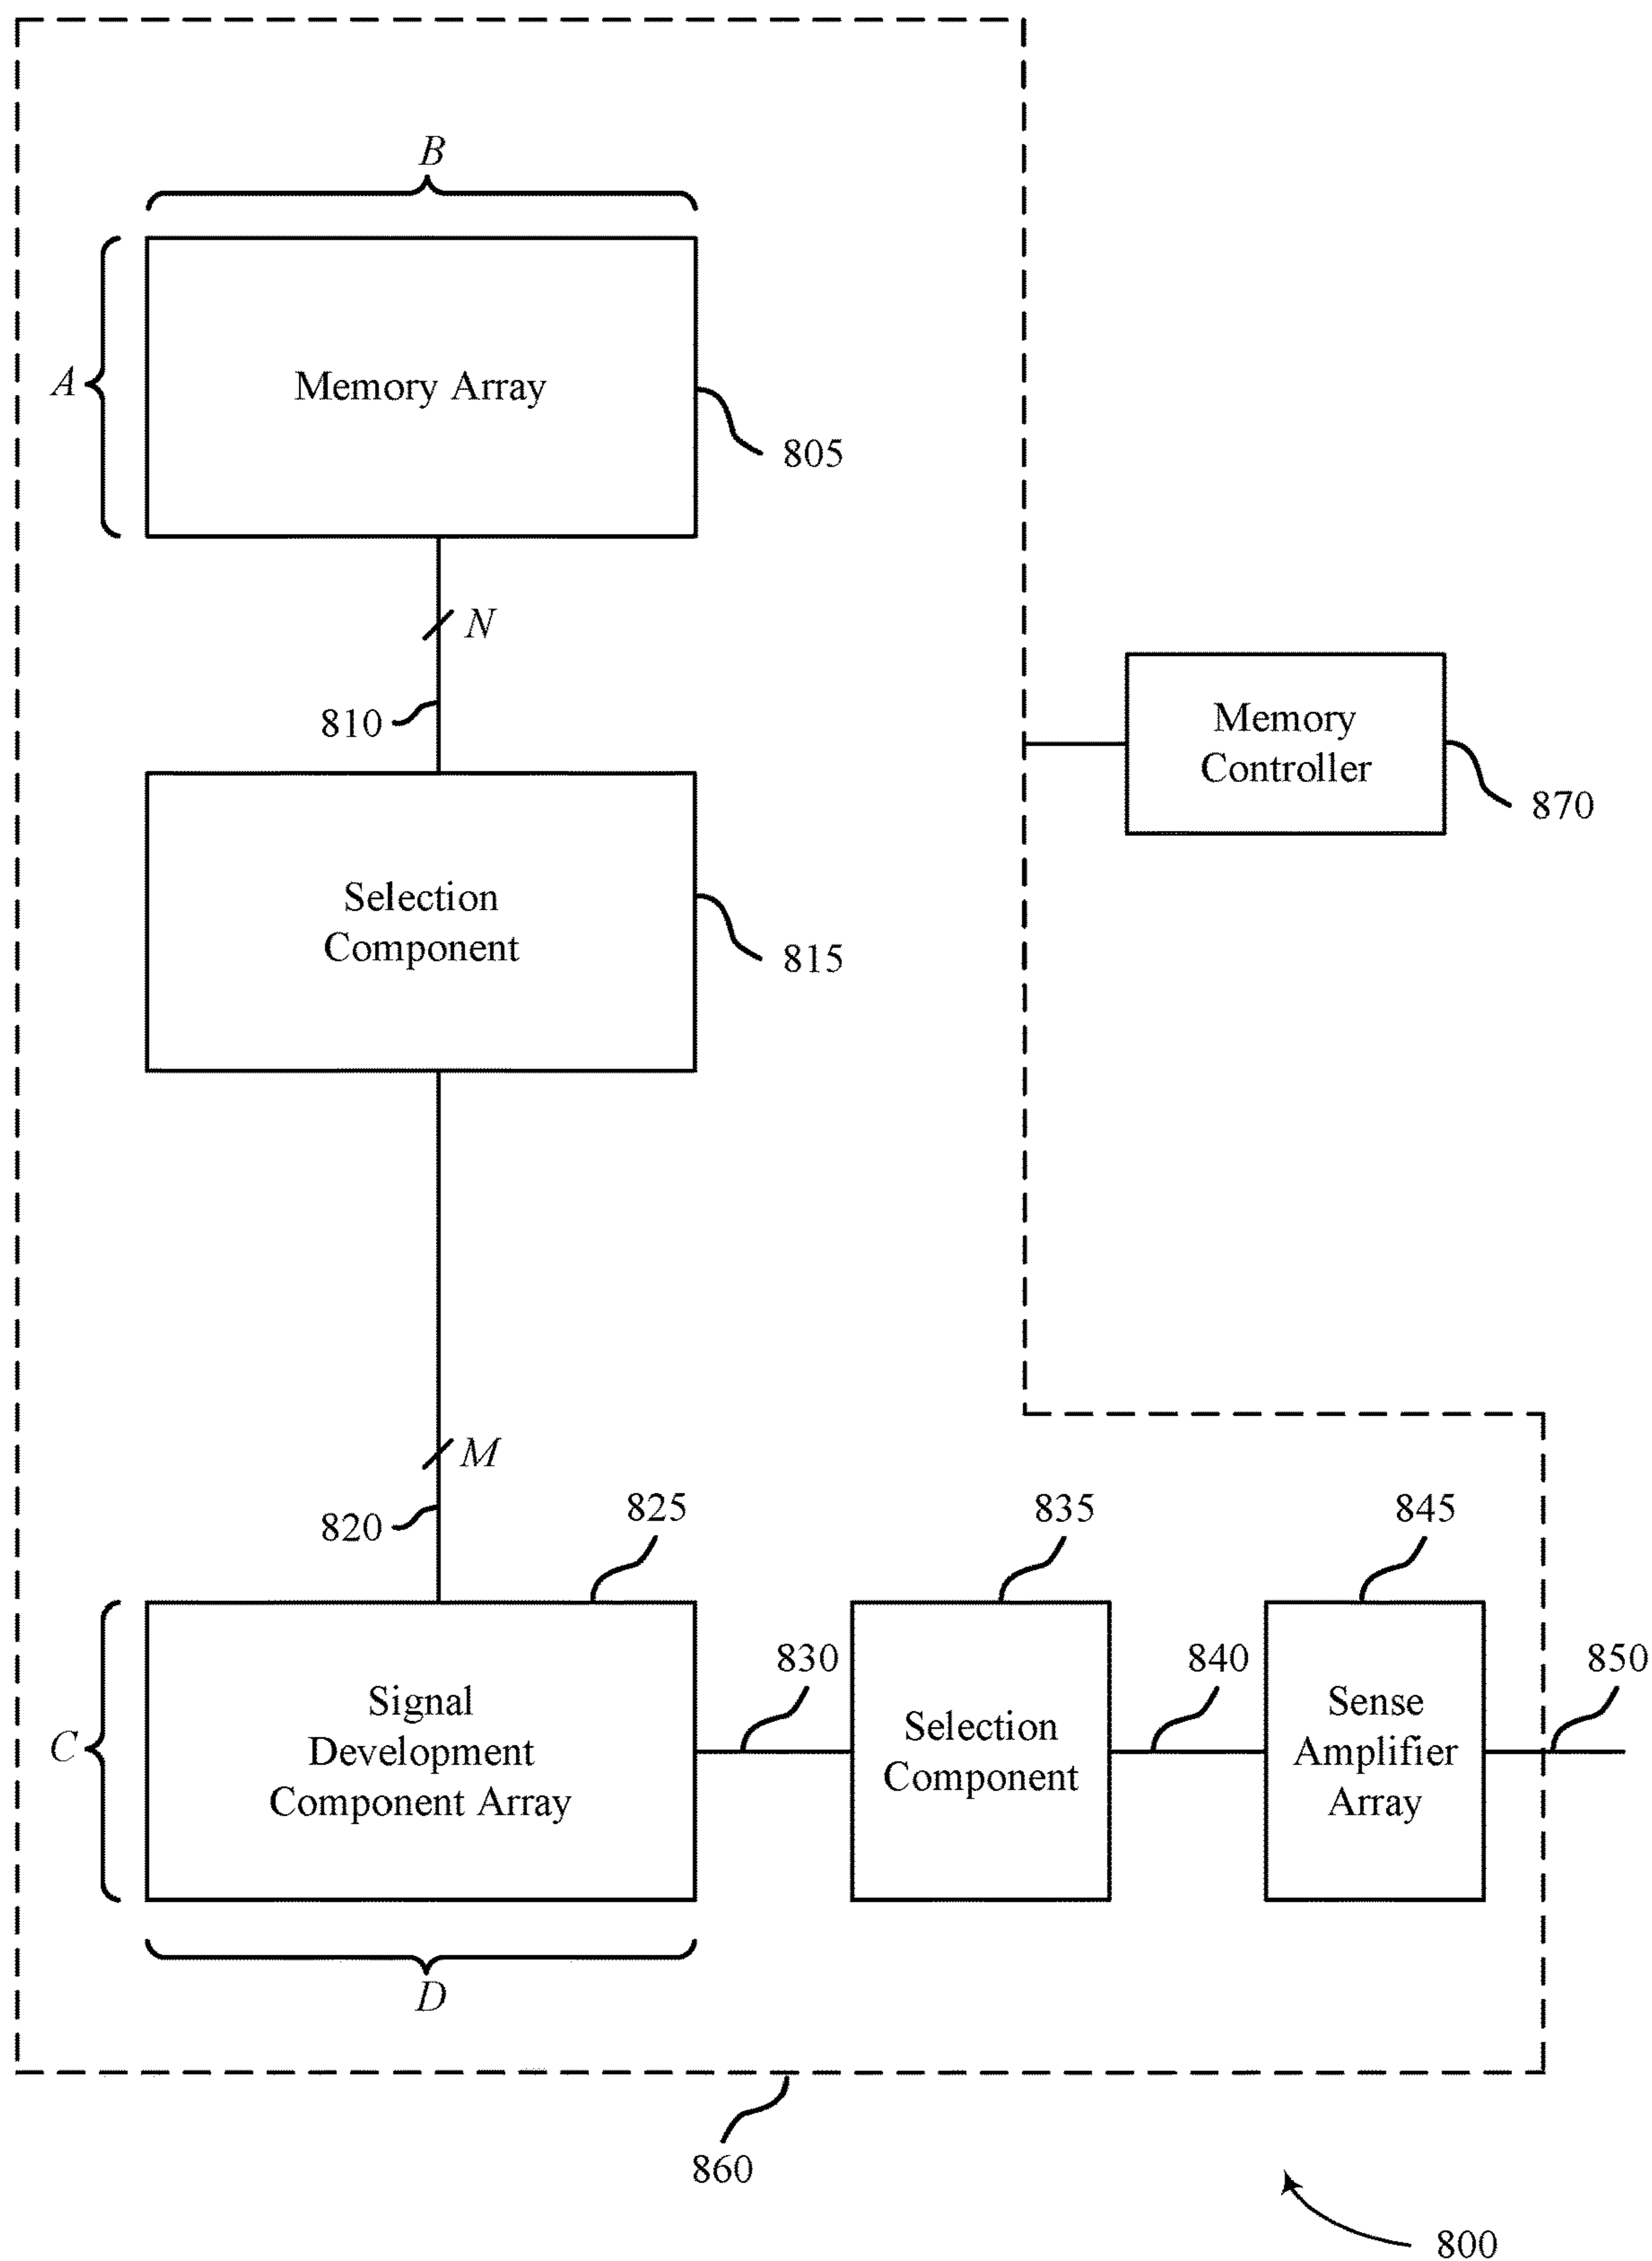 B
A
Memory Array
805
N
810
Memory
Controller
870
Selection
Component
815
M
820
825
835
845
830
840
850
C
Signal
Development
Component Array
Selection
Component
Sense
Amplifier
Array
D
860
800